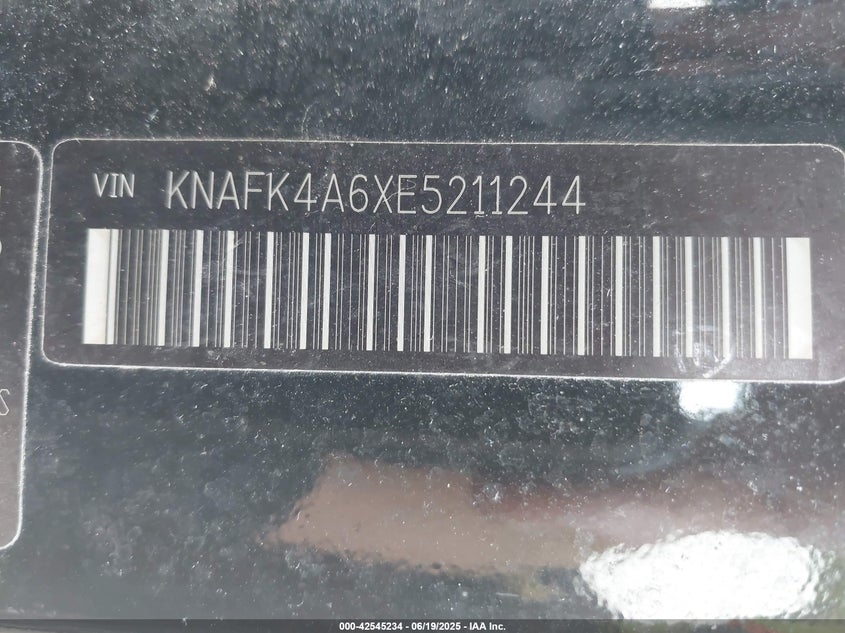 VIN KNAFK4A6XE5211244
S
000-42545234 - 06/19/2025 - IAA Inc.